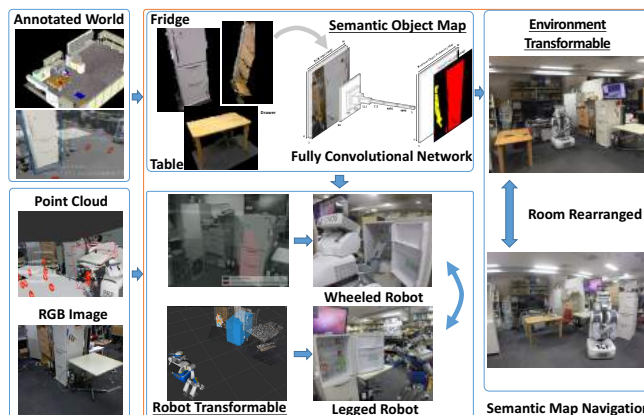 Annotated World
Fridge
Semantic Object Map
Drawer
Table
Fully Convolutional Network
Environment
Transformable
Room Rearranged
Point Cloud
RGB Image
Wheeled Robot
Robot Transformable
Legged Robot
Semantic Map Navigation